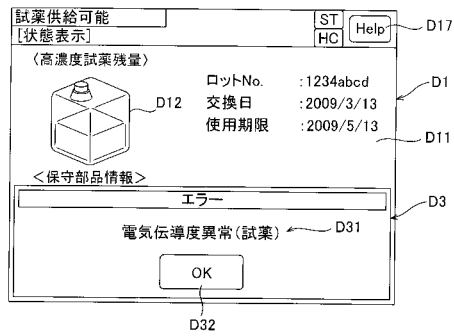 試薬供給可能
ST
Help
D17
[状態表示]
HC
〈高濃度試薬残量〉
D1
ロットNo. :1234abcd
D12
交換日 :2009/3/13
使用期限 :2009/5/13
D11
<保守部品情報>
エラー
D3
電気伝導度異常(試薬)
D31
OK
D32